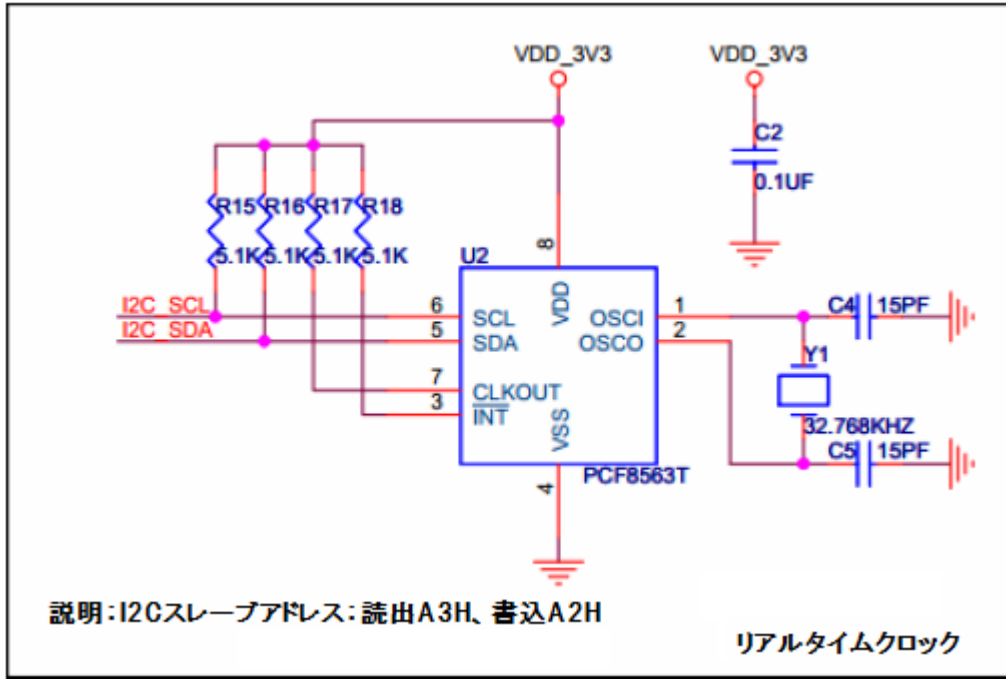 VDD_3V3
VDD_3V3
C2
0.1UF
R15 R16 R17 R18
5.1K 5.1K 5.1K 5.1K
U2
8
VDD
I2C_SCL
6
SCL
OSCI
1
C4 15PF
I2C_SDA
5
SDA
OSCO
2
Y1
7
CLKOUT
3
INT
32.768KHZ
VSS
C5 15PF
4
PCF8563T
説明:I2Cスレーブアドレス:読出A3H、書込A2H
リアルタイムクロック